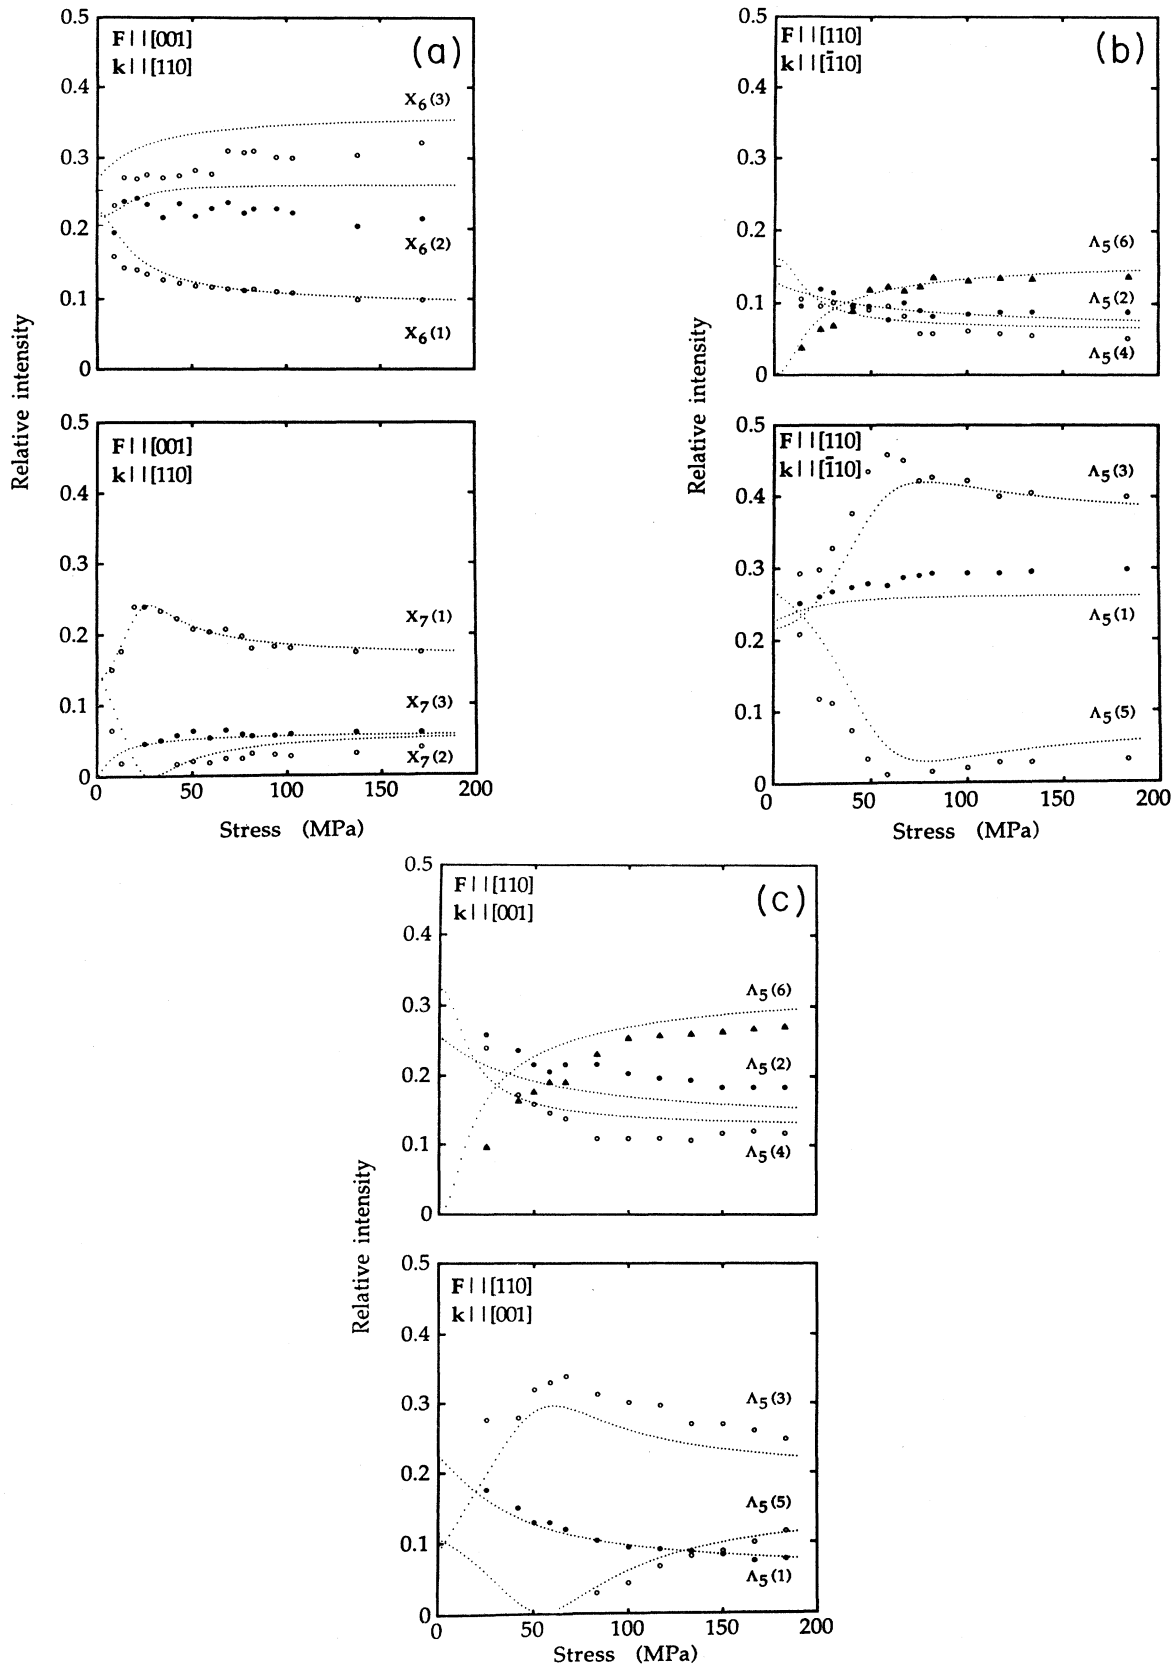 0.5
F||[001]
(a)
k||[110]
0.4
X6(3)
0.3
0.2
X6(2)
0.1
X6(1)
0
Relative intensity
0.5
F||[001]
k||[110]
0.4
0.3
X7(1)
0.2
X7(3)
0.1
X7(2)
0
0 50 100 150 200
Stress (MPa)
0.5
F||[110]
(b)
k||[1̄10]
0.4
0.3
0.2
Λ5(6)
0.1
Λ5(2)
Λ5(4)
0
Relative intensity
0.5
F||[110]
k||[1̄10]
Λ5(3)
0.4
0.3
Λ5(1)
0.2
Λ5(5)
0.1
0
0 50 100 150 200
Stress (MPa)
0.5
F||[110]
(c)
k||[001]
0.4
0.3
Λ5(6)
0.2
Λ5(2)
0.1
Λ5(4)
0
Relative intensity
0.5
F||[110]
k||[001]
0.4
Λ5(3)
0.3
0.2
Λ5(5)
0.1
Λ5(1)
0
0 50 100 150 200
Stress (MPa)